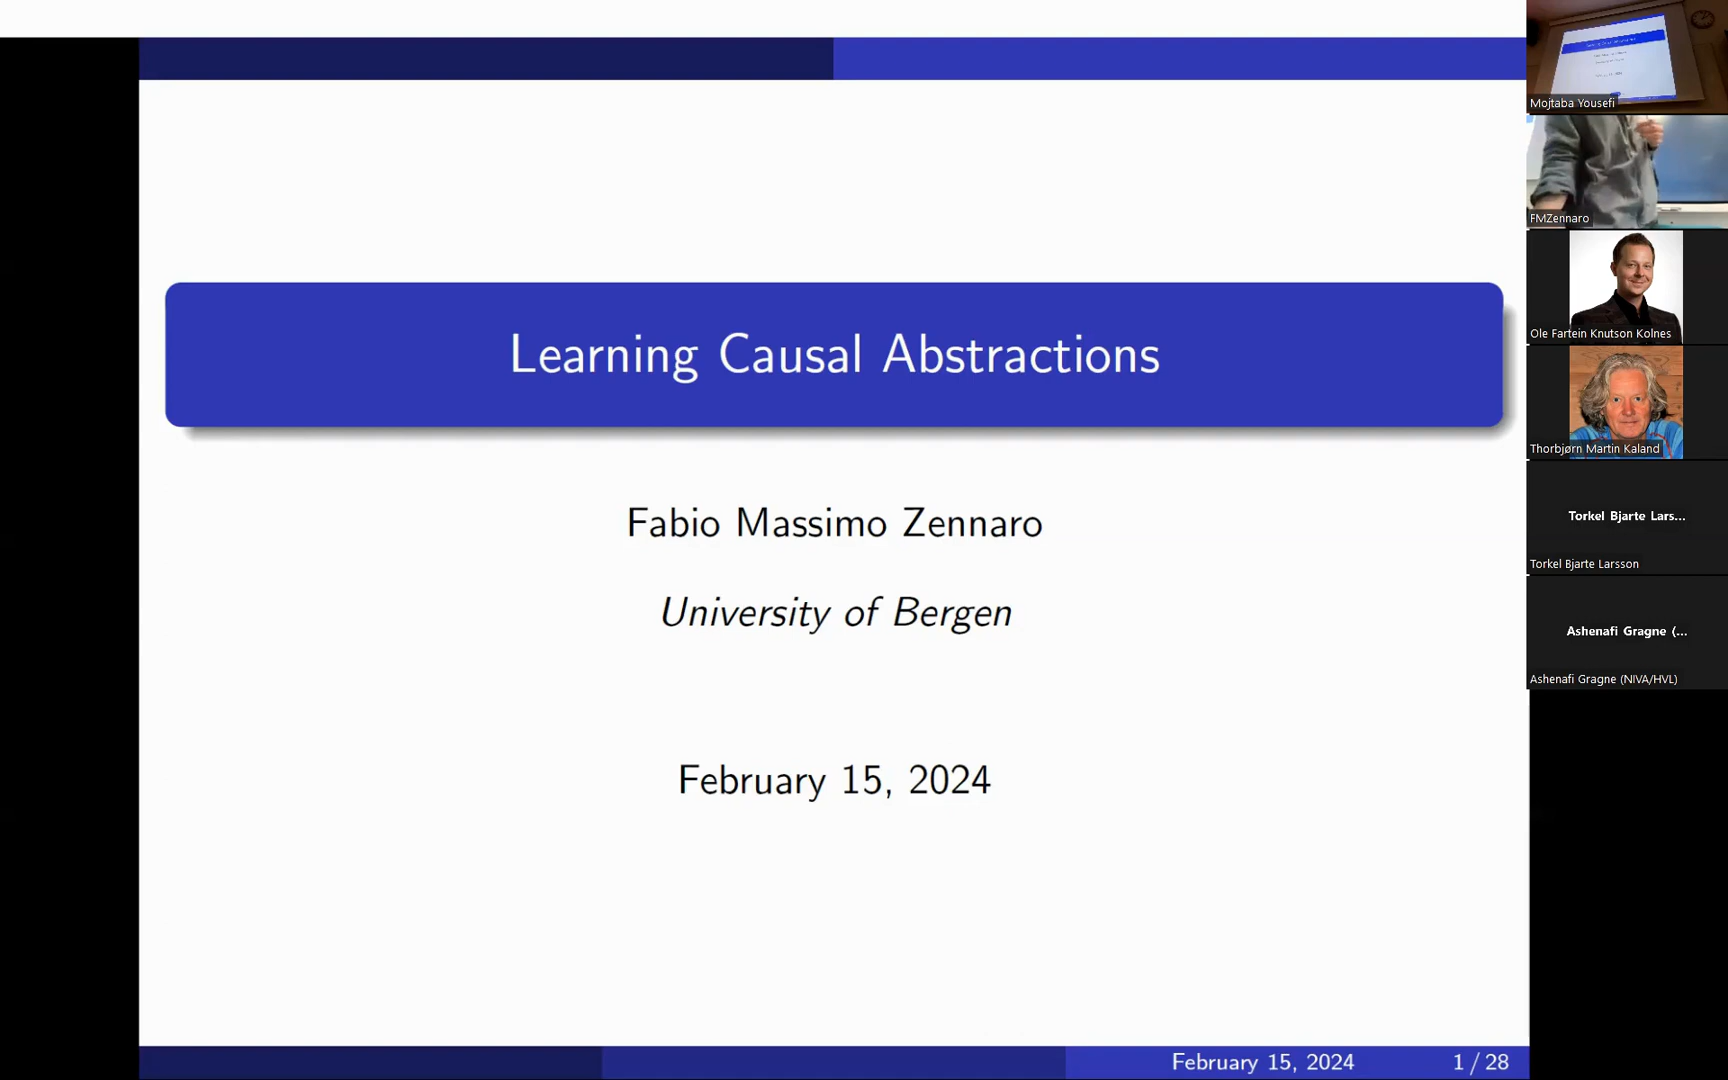 Learning Causal Abstractions
Fabio Massimo Zennaro
University of Bergen
February 15, 2024
February 15, 2024
1 / 28
Mojtaba Yousefi
FMZennaro
Ole Fartein Knutson Kolnes
Thorbjørn Martin Kaland
Torkel Bjarte Lars...
Torkel Bjarte Larsson
Ashenafi Gragne (...
Ashenafi Gragne (NIVA/HVL)